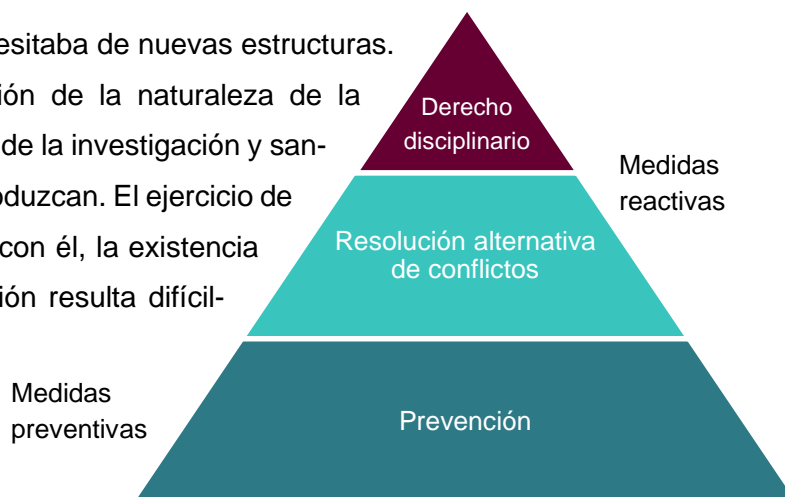 esitaba de nuevas estructuras.
ión de la naturaleza de la
de la investigación y san-
oduzcan. El ejercicio de
con él, la existencia
ión resulta difícil-
Derecho
disciplinario
Medidas
reactivas
Resolución alternativa
de conflictos
Medidas
preventivas
Prevención